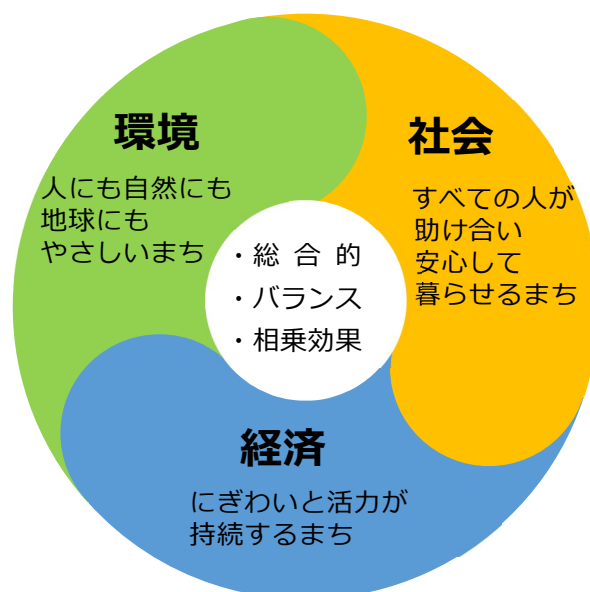 環境
人にも自然にも
地球にも
やさしいまち
社会
すべての人が
助け合い
安心して
暮らせるまち
・総 合 的
・バランス
・相乗効果
経済
にぎわいと活力が
持続するまち